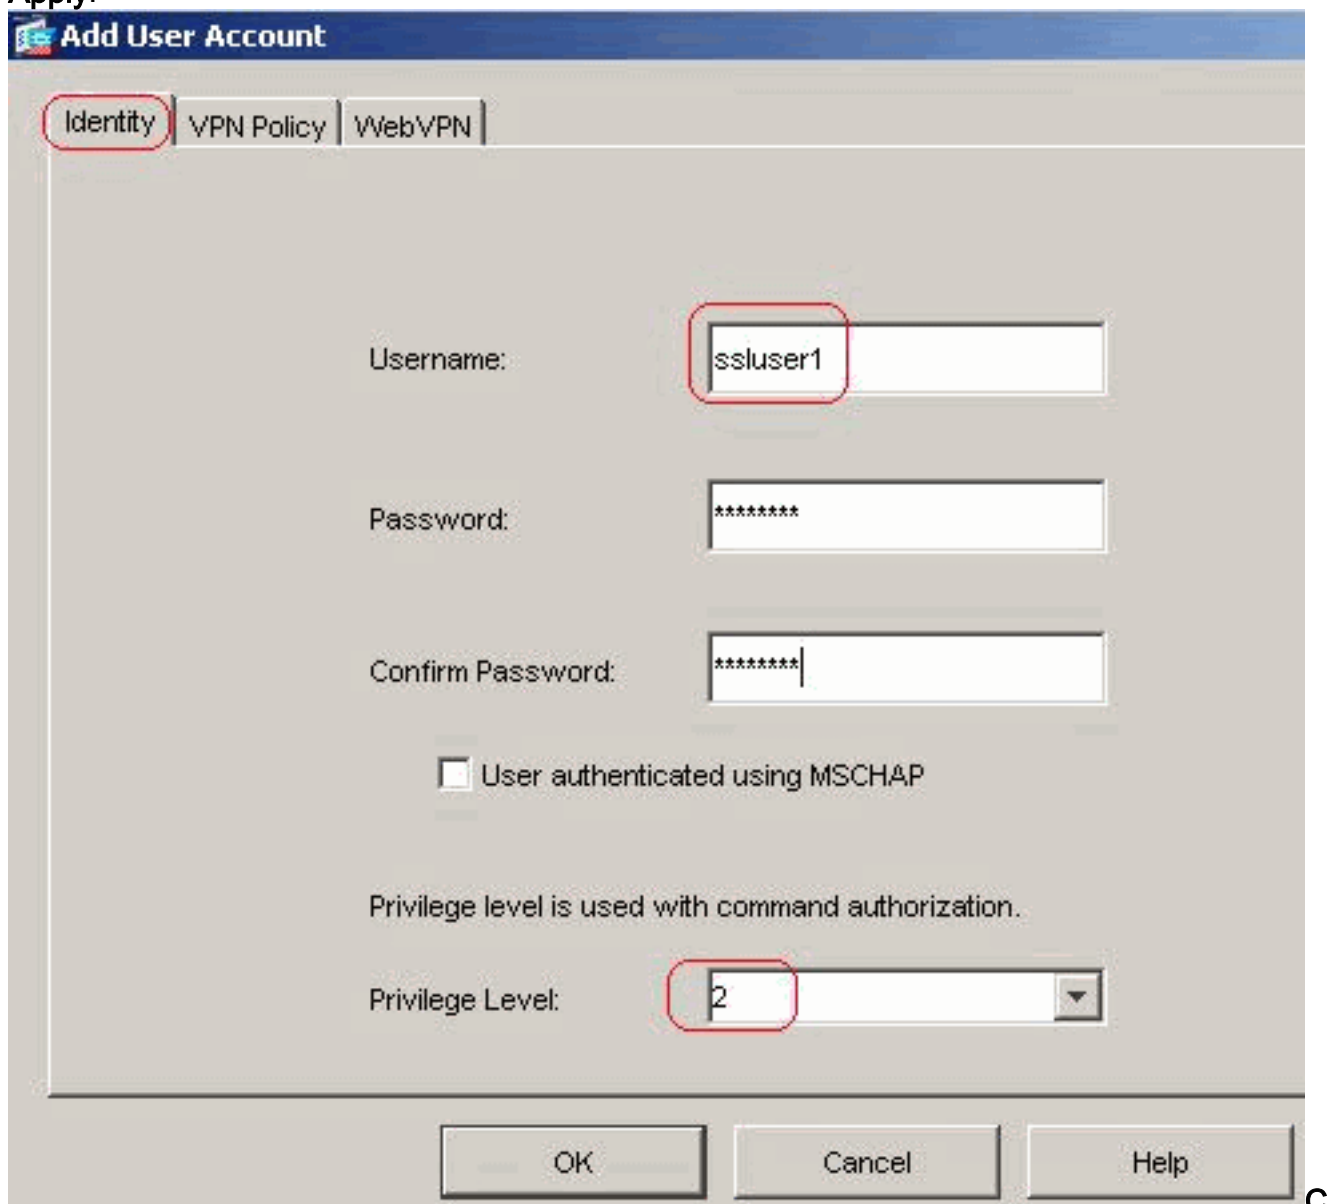 Apply.
Add User Account
Identity VPN Policy WebVPN
Username: ssluser1
Password: ********
Confirm Password: ********
User authenticated using MSCHAP
Privilege level is used with command authorization.
Privilege Level: 2
OK Cancel Help